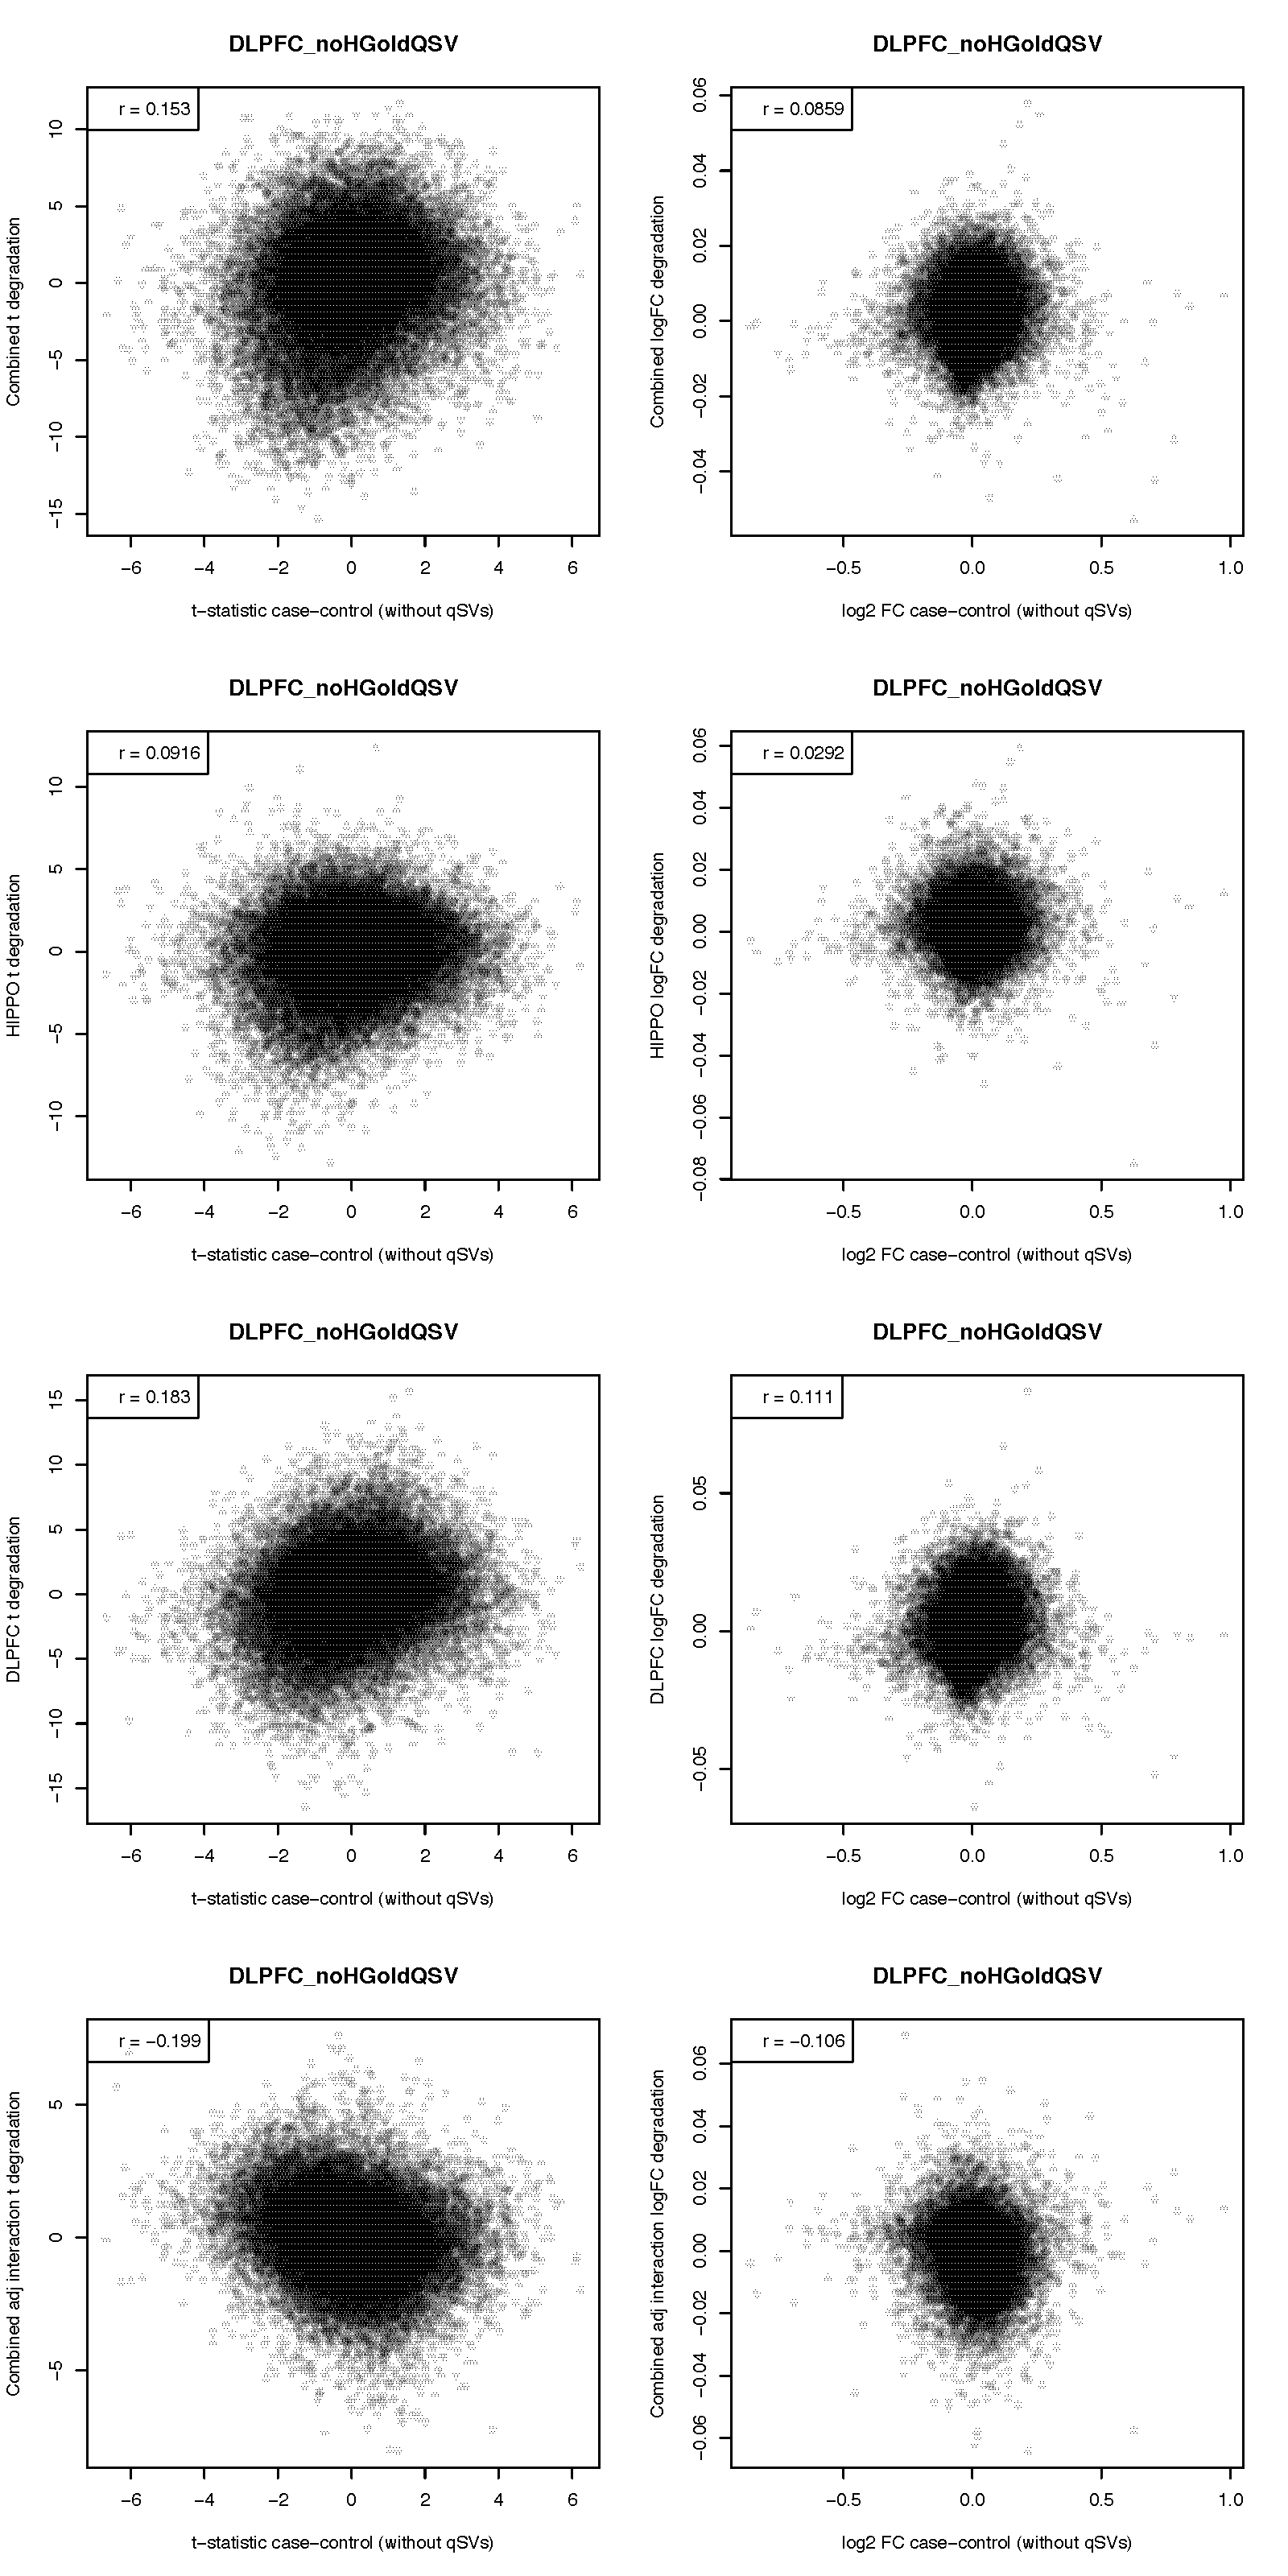 DLPFC_noHGoldQSV
r = 0.153
Combined t degradation
10
5
0
−5
−10
−15
−6 −4 −2 0 2 4 6
t−statistic case−control (without qSVs)
DLPFC_noHGoldQSV
r = 0.0859
Combined logFC degradation
0.06
0.04
0.02
0.00
−0.02
−0.04
−0.5 0.0 0.5 1.0
log2 FC case−control (without qSVs)
DLPFC_noHGoldQSV
r = 0.0916
HIPPO t degradation
10
5
0
−5
−10
−6 −4 −2 0 2 4 6
t−statistic case−control (without qSVs)
DLPFC_noHGoldQSV
r = 0.0292
HIPPO logFC degradation
0.06
0.04
0.02
0.00
−0.02
−0.04
−0.06
−0.08
−0.5 0.0 0.5 1.0
log2 FC case−control (without qSVs)
DLPFC_noHGoldQSV
r = 0.183
DLPFC t degradation
15
10
5
0
−5
−10
−15
−6 −4 −2 0 2 4 6
t−statistic case−control (without qSVs)
DLPFC_noHGoldQSV
r = 0.111
DLPFC logFC degradation
0.05
0.00
−0.05
−0.5 0.0 0.5 1.0
log2 FC case−control (without qSVs)
DLPFC_noHGoldQSV
r = −0.199
Combined adj interaction t degradation
5
0
−5
−6 −4 −2 0 2 4 6
t−statistic case−control (without qSVs)
DLPFC_noHGoldQSV
r = −0.106
Combined adj interaction logFC degradation
0.06
0.04
0.02
0.00
−0.02
−0.04
−0.06
−0.5 0.0 0.5 1.0
log2 FC case−control (without qSVs)